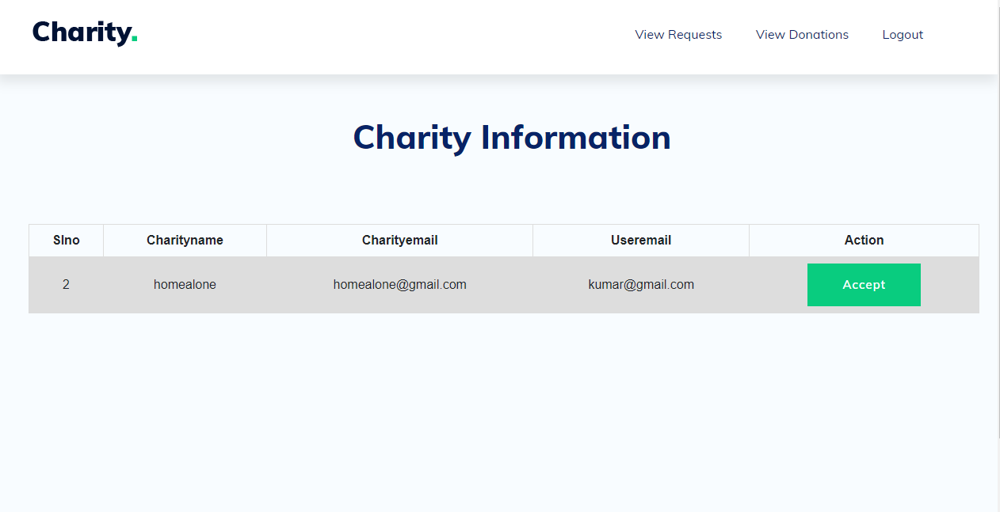 Charity.
View Requests View Donations Logout
Charity Information
Slno Charityname Charityemail Useremail Action
2 homealone homealone@gmail.com kumar@gmail.com Accept